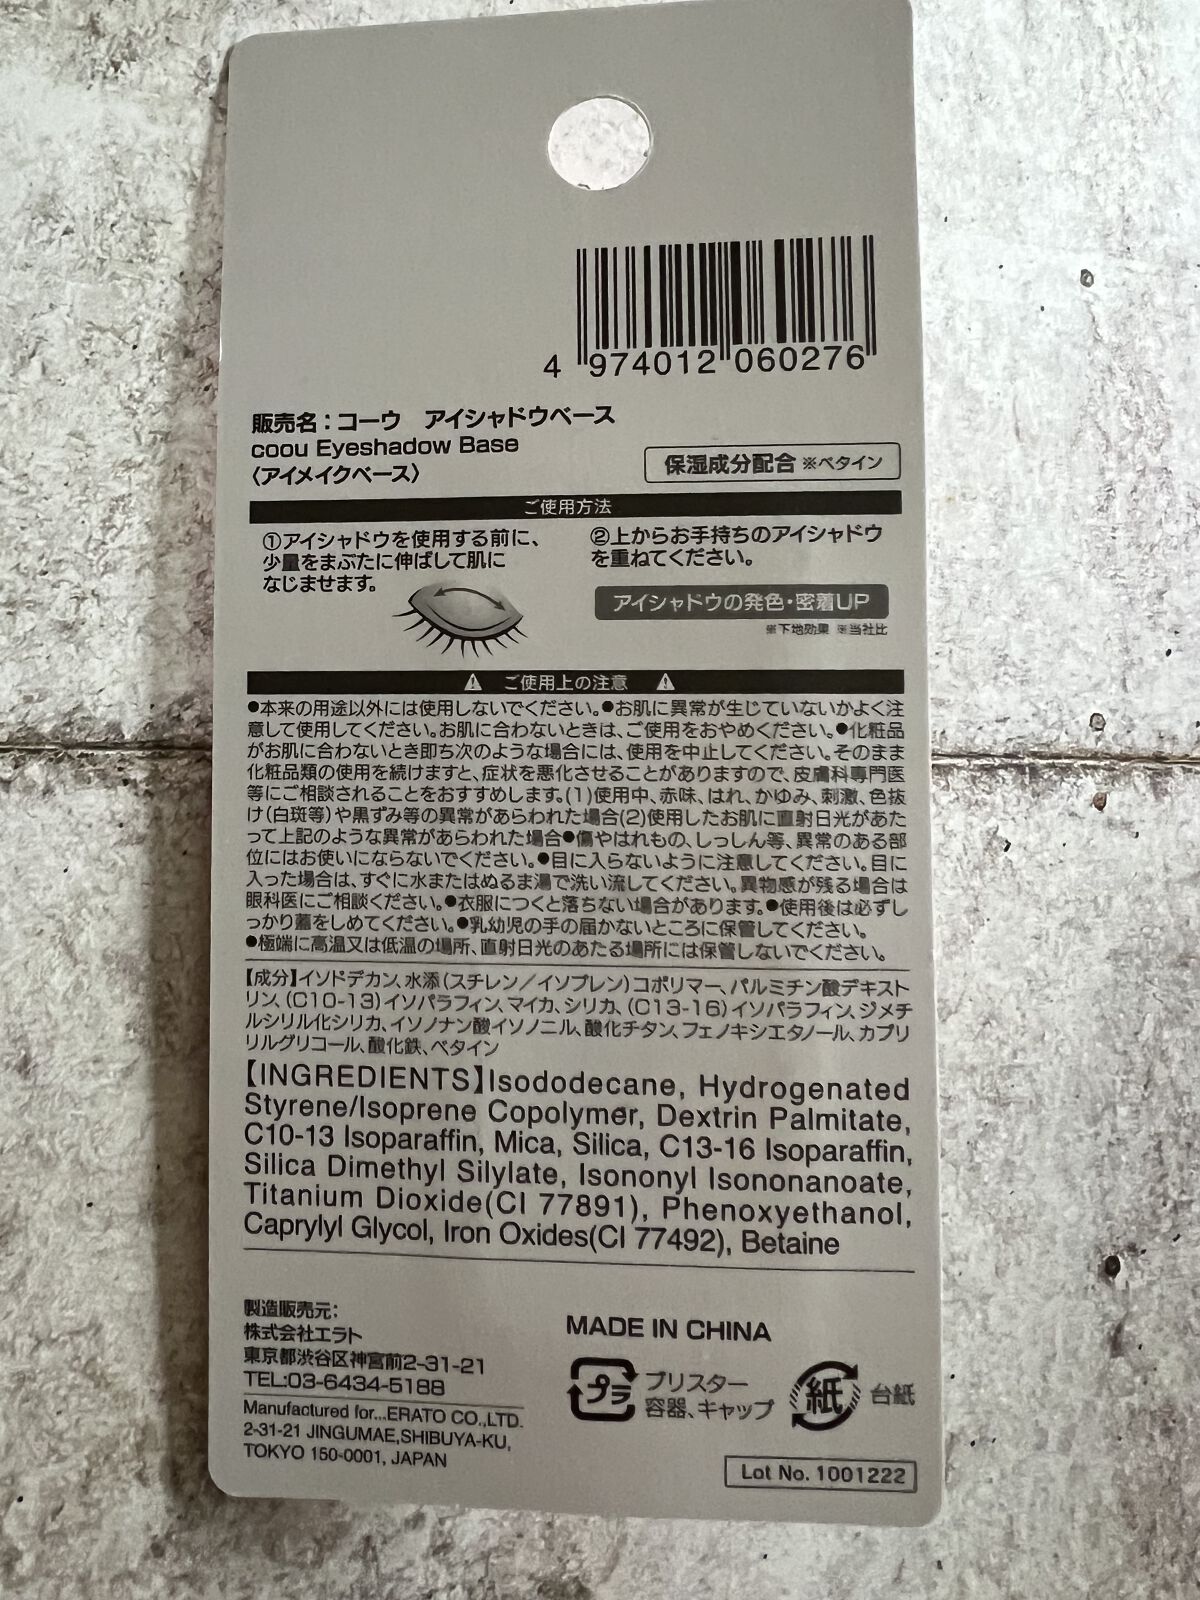 4 974012 060276
販売名：コーウ　アイシャドウベース
coou Eyeshadow Base
〈アイメイクベース〉
保湿成分配合 ※ベタイン
ご使用方法
①アイシャドウを使用する前に、
少量をまぶたに伸ばして肌に
なじませます。
②上からお手持ちのアイシャドウ
を重ねてください。
アイシャドウの発色・密着UP
※下地効果 ※当社比
⚠ ご使用上の注意 ⚠
●本来の用途以外には使用しないでください。●お肌に異常が生じていないかよく注
意して使用してください。お肌に合わないときは、ご使用をおやめください。●化粧品
がお肌に合わないとき即ち次のような場合には、使用を中止してください。そのまま
化粧品類の使用を続けますと、症状を悪化させることがありますので、皮膚科専門医
等にご相談されることをおすすめします。(1)使用中、赤味、はれ、かゆみ、刺激、色抜
け(白斑等)や黒ずみ等の異常があらわれた場合(2)使用したお肌に直射日光があた
って上記のような異常があらわれた場合●傷やはれもの、しっしん等、異常のある部
位にはお使いにならないでください。●目に入らないように注意してください。目に
入った場合は、すぐに水またはぬるま湯で洗い流してください。異物感が残る場合は
眼科医にご相談ください。●衣服につくと落ちない場合があります。●使用後は必ずし
っかり蓋をしめてください。●乳幼児の手の届かないところに保管してください。
●極端に高温又は低温の場所、直射日光のあたる場所には保管しないでください。
【成分】イソドデカン、水添(スチレン／イソプレン)コポリマー、パルミチン酸デキスト
リン、(C10-13)イソパラフィン、マイカ、シリカ、(C13-16)イソパラフィン、ジメチ
ルシリル化シリカ、イソノナン酸イソノニル、酸化チタン、フェノキシエタノール、カプリ
リルグリコール、酸化鉄、ベタイン
【INGREDIENTS】Isododecane, Hydrogenated
Styrene/Isoprene Copolymer, Dextrin Palmitate,
C10-13 Isoparaffin, Mica, Silica, C13-16 Isoparaffin,
Silica Dimethyl Silylate, Isononyl Isononanoate,
Titanium Dioxide(CI 77891), Phenoxyethanol,
Caprylyl Glycol, Iron Oxides(CI 77492), Betaine
製造販売元：
株式会社エラト
東京都渋谷区神宮前2-31-21
TEL:03-6434-5188
Manufactured for...ERATO CO.,LTD.
2-31-21 JINGUMAE,SHIBUYA-KU,
TOKYO 150-0001, JAPAN
MADE IN CHINA
プラ
ブリスター
容器、キャップ
紙
台紙
Lot No. 1001222